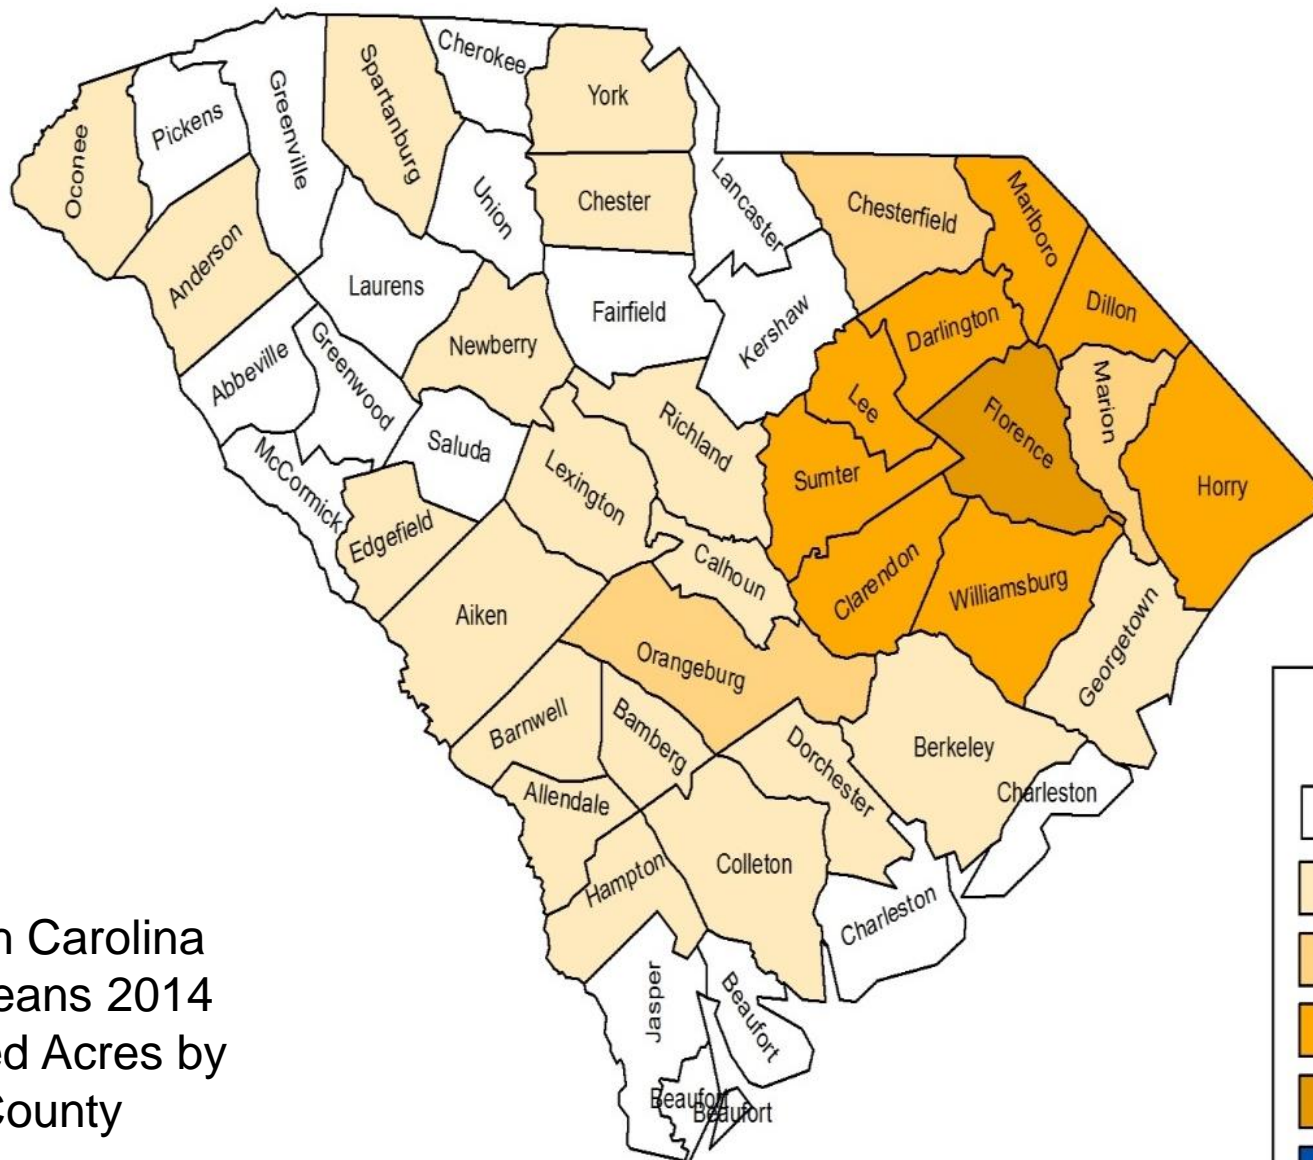 Cherokee
Spartanburg
York
Greenville
Pickens
Oconee
Union
Chester
Lancaster
Chesterfield
Marlboro
Anderson
Laurens
Fairfield
Kershaw
Darlington
Dillon
Newberry
Abbeville
Greenwood
Lee
Florence
Marion
Saluda
Richland
McCormick
Lexington
Sumter
Horry
Edgefield
Calhoun
Clarendon
Williamsburg
Aiken
Georgetown
Orangeburg
Barnwell
Bamberg
Dorchester
Berkeley
Charleston
Allendale
Hampton
Colleton
Charleston
n Carolina
eans 2014
ed Acres by
County
Jasper
Beaufort
Beaufort
Beaufort